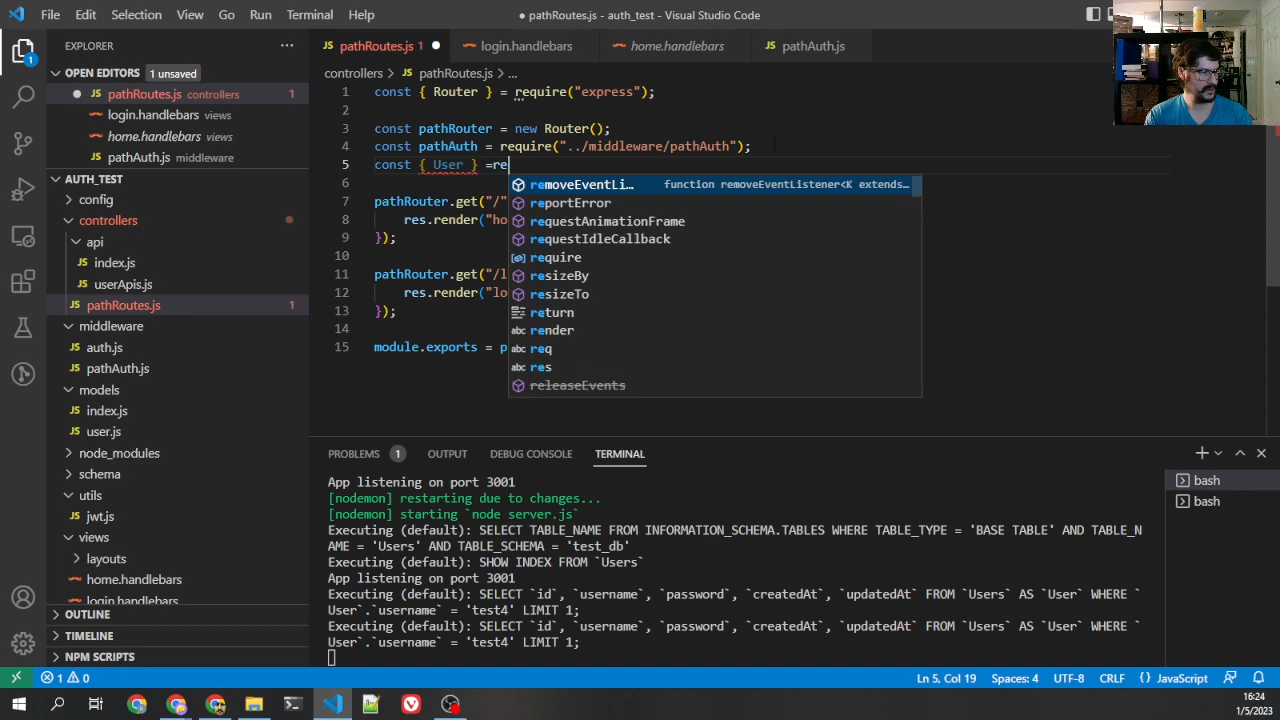 File Edit Selection View Go Run Terminal Help
pathRoutes.js - auth_test - Visual Studio Code
EXPLORER
pathRoutes.js 1
login.handlebars
home.handlebars
pathAuth.js
OPEN EDITORS 1 unsaved
controllers > JS pathRoutes.js > ...
JS pathRoutes.js controllers 1
login.handlebars views
home.handlebars views
JS pathAuth.js middleware
AUTH_TEST
config
controllers
api
JS index.js
JS userApis.js
JS pathRoutes.js 1
middleware
JS auth.js
JS pathAuth.js
models
JS index.js
JS user.js
node_modules
schema
utils
JS jwt.js
views
layouts
home.handlebars
login.handlebars
OUTLINE
TIMELINE
NPM SCRIPTS
1 const { Router } = require("express");
2
3 const pathRouter = new Router();
4 const pathAuth = require("../middleware/pathAuth");
5 const { User } =re
6
7 pathRouter.get("/"
8 res.render("ho
9 });
10
11 pathRouter.get("/l
12 res.render("lo
13 });
14
15 module.exports = p
removeEventLi… function removeEventListener<K extends…
reportError
requestAnimationFrame
requestIdleCallback
require
resizeBy
resizeTo
return
abc render
abc req
abc res
releaseEvents
PROBLEMS 1 OUTPUT DEBUG CONSOLE TERMINAL
App listening on port 3001
[nodemon] restarting due to changes...
[nodemon] starting `node server.js`
Executing (default): SELECT TABLE_NAME FROM INFORMATION_SCHEMA.TABLES WHERE TABLE_TYPE = 'BASE TABLE' AND TABLE_N
AME = 'Users' AND TABLE_SCHEMA = 'test_db'
Executing (default): SHOW INDEX FROM `Users`
App listening on port 3001
Executing (default): SELECT `id`, `username`, `password`, `createdAt`, `updatedAt` FROM `Users` AS `User` WHERE `
User`.`username` = 'test4' LIMIT 1;
Executing (default): SELECT `id`, `username`, `password`, `createdAt`, `updatedAt` FROM `Users` AS `User` WHERE `
User`.`username` = 'test4' LIMIT 1;
bash
bash
1 0
Ln 5, Col 19 Spaces: 4 UTF-8 CRLF {} JavaScript
16:24
1/5/2023